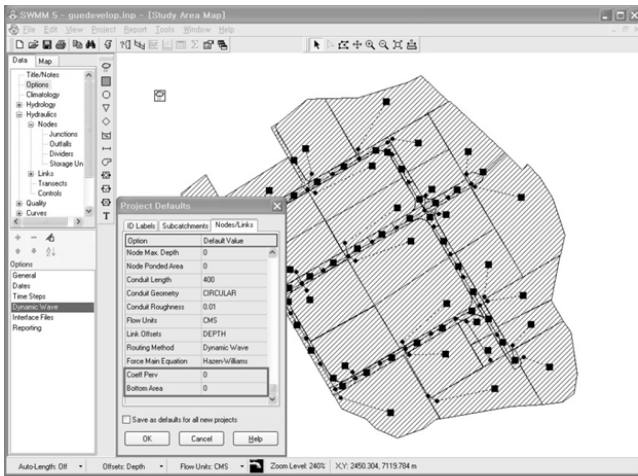 SWMM 5 - guedevelop.inp - [Study Area Map]
File Edit View Project Report Tools Window Help
Data Map
Title/Notes
Options
Climatology
Hydrology
Hydraulics
Nodes
Junctions
Outfalls
Dividers
Storage Un
Links
Transects
Controls
Quality
Curves
T
Options
General
Dates
Time Steps
Dynamic Wave
Interface Files
Reporting
Project Defaults
ID Labels Subcatchments Nodes/Links
Option Default Value
Node Max. Depth 0
Node Ponded Area 0
Conduit Length 400
Conduit Geometry CIRCULAR
Conduit Roughness 0.01
Flow Units CMS
Link Offsets DEPTH
Routing Method Dynamic Wave
Force Main Equation Hazen-Williams
Coeff Perv 0
Bottom Area 0
Save as defaults for all new projects
OK Cancel Help
Auto-Length: Off Offsets: Depth Flow Units: CMS Zoom Level: 240% X,Y: 2450.304, 7119.784 m